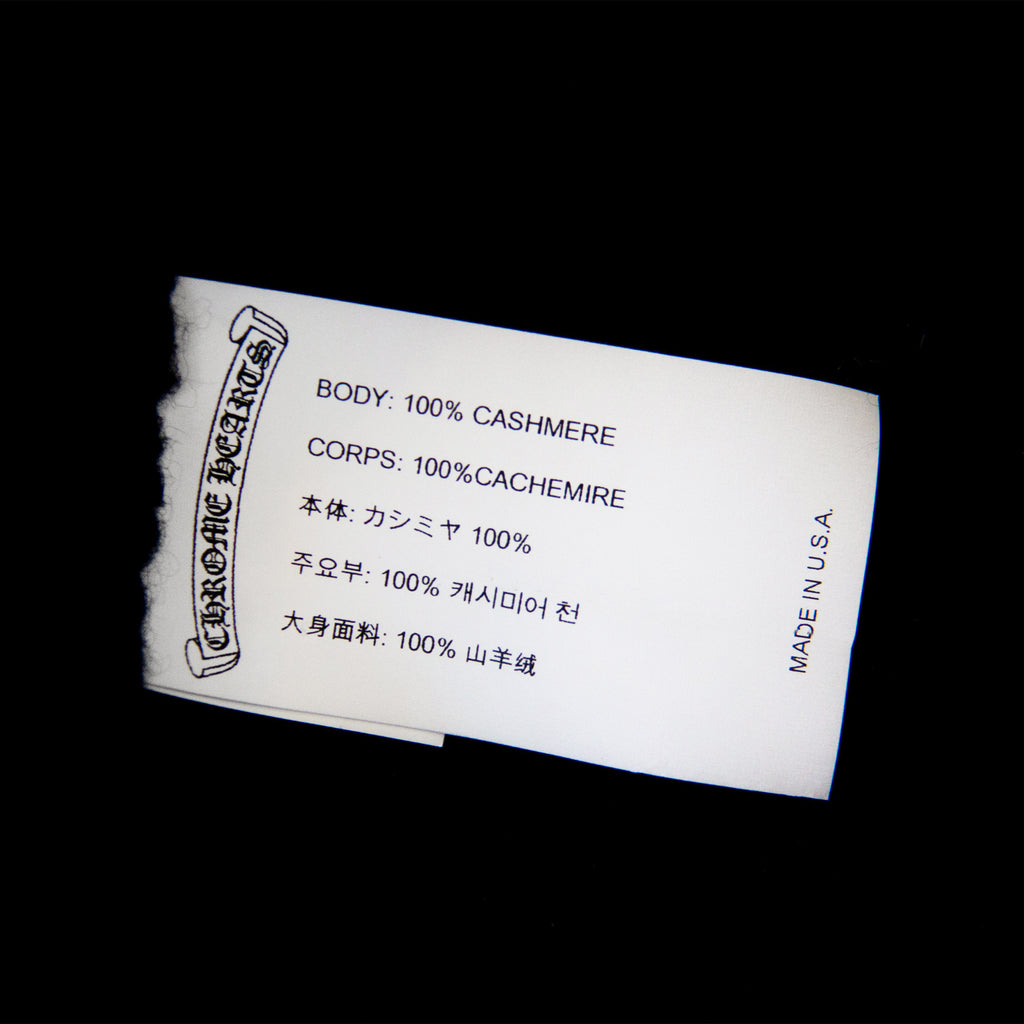 CHROME HEARTS
BODY: 100% CASHMERE
CORPS: 100%CACHEMIRE
本体: カシミヤ 100%
주요부: 100% 캐시미어 천
大身面料: 100% 山羊绒
MADE IN U.S.A.